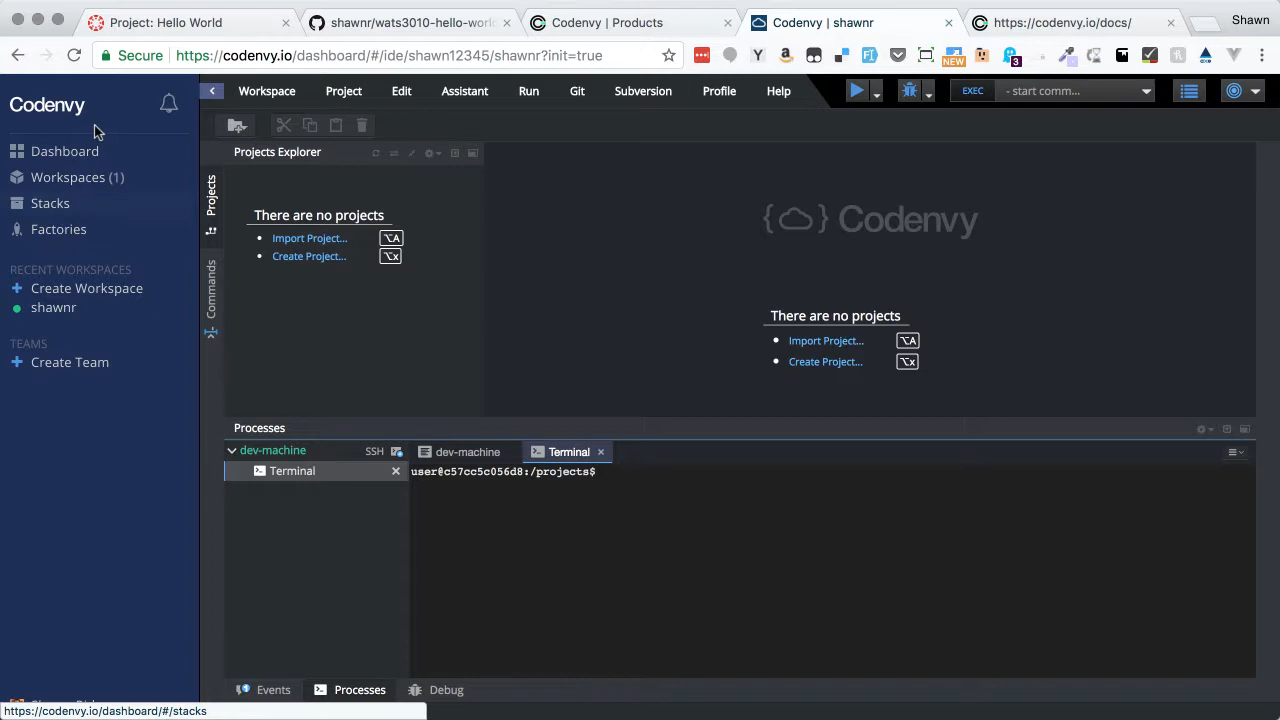 Project: Hello World
shawnr/wats3010-hello-world
Codenvy | Products
Codenvy | shawnr
https://codenvy.io/docs/
Shawn
Secure
https://codenvy.io/dashboard/#/ide/shawn12345/shawnr?init=true
NEW
3
Codenvy
Dashboard
Workspaces (1)
Stacks
Factories
RECENT WORKSPACES
Create Workspace
shawnr
TEAMS
Create Team
https://codenvy.io/dashboard/#/stacks
Workspace
Project
Edit
Assistant
Run
Git
Subversion
Profile
Help
EXEC
- start comm...
Projects Explorer
Projects
Commands
There are no projects
Import Project... ⌥A
Create Project... ⌥x
{ } Codenvy
There are no projects
Import Project... ⌥A
Create Project... ⌥x
Processes
dev-machine
SSH
Terminal
dev-machine
Terminal
user@c57cc5c056d8:/projects$
Events
Processes
Debug